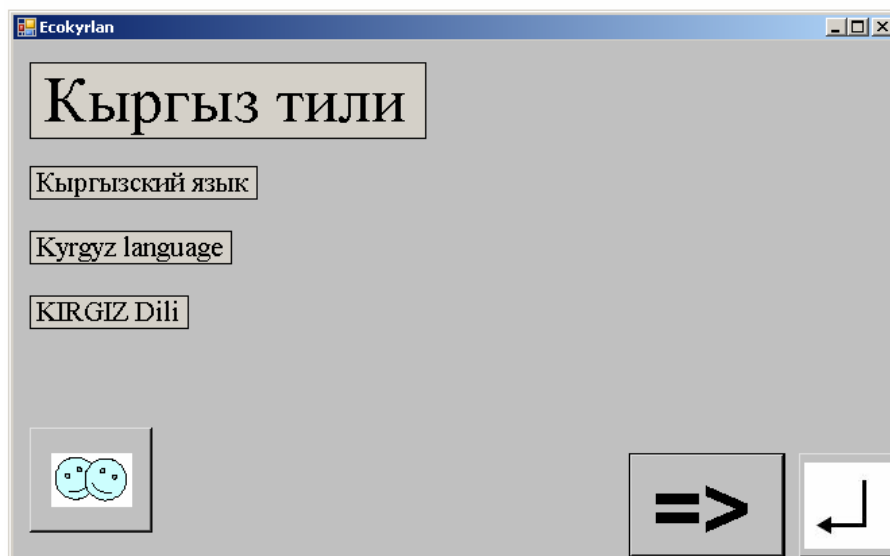 Ecokyrlan
Кыргыз тили
Кыргызский язык
Kyrgyz language
KIRGIZ Dili
=>